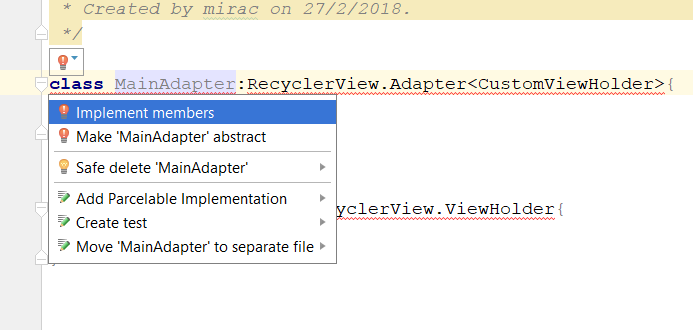 * Created by mirac on 27/2/2018.
*/
class MainAdapter:RecyclerView.Adapter<CustomViewHolder>{
Implement members
Make 'MainAdapter' abstract
Safe delete 'MainAdapter'
Add Parcelable Implementation
Create test
yclerView.ViewHolder{
Move 'MainAdapter' to separate file